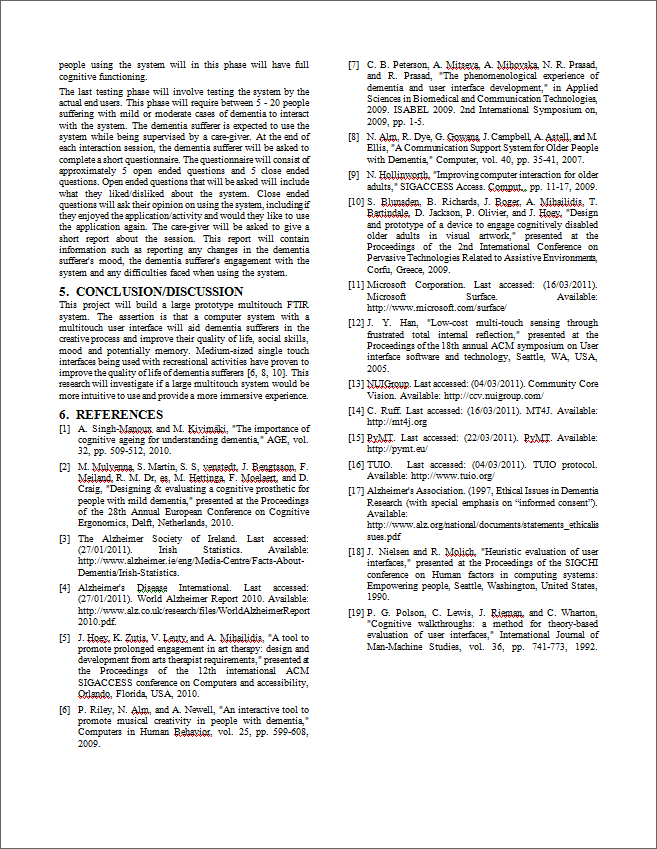 people using the system will in this phase will have full
cognitive functioning.
The last testing phase will involve testing the system by the
actual end users. This phase will require between 5 - 20 people
suffering with mild or moderate cases of dementia to interact
with the system. The dementia sufferer is expected to use the
system while being supervised by a care-giver. At the end of
each interaction session, the dementia sufferer will be asked to
complete a short questionnaire. The questionnaire will consist of
approximately 5 open ended questions and 5 close ended
questions. Open ended questions that will be asked will include
what they liked/disliked about the system. Close ended
questions will ask their opinion on using the system, including if
they enjoyed the application/activity and would they like to use
the application again. The care-giver will be asked to give a
short report about the session. This report will contain
information such as reporting any changes in the dementia
sufferer's mood, the dementia sufferer's engagement with the
system and any difficulties faced when using the system.
5. CONCLUSION/DISCUSSION
This project will build a large prototype multitouch FTIR
system. The assertion is that a computer system with a
multitouch user interface will aid dementia sufferers in the
creative process and improve their quality of life, social skills,
mood and potentially memory. Medium-sized single touch
interfaces being used with recreational activities have proven to
improve the quality of life of dementia sufferers [6, 8, 10]. This
research will investigate if a large multitouch system would be
more intuitive to use and provide a more immersive experience.
6. REFERENCES
[1] A. Singh-Manoux and M. Kivimäki, "The importance of
cognitive ageing for understanding dementia," AGE, vol.
32, pp. 509-512, 2010.
[2] M. Mulvenna, S. Martin, S. S, venstedt, J. Bengtsson, F.
Meiland, R. M. Dr, es, M. Hettinga, F. Moelaert, and D.
Craig, "Designing & evaluating a cognitive prosthetic for
people with mild dementia," presented at the Proceedings
of the 28th Annual European Conference on Cognitive
Ergonomics, Delft, Netherlands, 2010.
[3] The Alzheimer Society of Ireland. Last accessed:
(27/01/2011). Irish Statistics. Available:
http://www.alzheimer.ie/eng/Media-Centre/Facts-About-
Dementia/Irish-Statistics.
[4] Alzheimer's Disease International. Last accessed:
(27/01/2011). World Alzheimer Report 2010. Available:
http://www.alz.co.uk/research/files/WorldAlzheimerReport
2010.pdf.
[5] J. Hoey, K. Zutis, V. Leuty, and A. Mihailidis, "A tool to
promote prolonged engagement in art therapy: design and
development from arts therapist requirements," presented at
the Proceedings of the 12th international ACM
SIGACCESS conference on Computers and accessibility,
Orlando, Florida, USA, 2010.
[6] P. Riley, N. Alm, and A. Newell, "An interactive tool to
promote musical creativity in people with dementia,"
Computers in Human Behavior, vol. 25, pp. 599-608,
2009.
[7] C. B. Peterson, A. Mitseva, A. Mihovska, N. R. Prasad,
and R. Prasad, "The phenomenological experience of
dementia and user interface development," in Applied
Sciences in Biomedical and Communication Technologies,
2009. ISABEL 2009. 2nd International Symposium on,
2009, pp. 1-5.
[8] N. Alm, R. Dye, G. Gowans, J. Campbell, A. Astell, and M.
Ellis, "A Communication Support System for Older People
with Dementia," Computer, vol. 40, pp. 35-41, 2007.
[9] N. Hollinworth, "Improving computer interaction for older
adults," SIGACCESS Access. Comput., pp. 11-17, 2009.
[10] S. Blunsden, B. Richards, J. Boger, A. Mihailidis, T.
Bartindale, D. Jackson, P. Olivier, and J. Hoey, "Design
and prototype of a device to engage cognitively disabled
older adults in visual artwork," presented at the
Proceedings of the 2nd International Conference on
Pervasive Technologies Related to Assistive Environments,
Corfu, Greece, 2009.
[11] Microsoft Corporation. Last accessed: (16/03/2011).
Microsoft Surface. Available:
http://www.microsoft.com/surface/
[12] J. Y. Han, "Low-cost multi-touch sensing through
frustrated total internal reflection," presented at the
Proceedings of the 18th annual ACM symposium on User
interface software and technology, Seattle, WA, USA,
2005.
[13] NUIGroup. Last accessed: (04/03/2011). Community Core
Vision. Available: http://ccv.nuigroup.com/
[14] C. Ruff. Last accessed: (16/03/2011). MT4J. Available:
http://mt4j.org
[15] PyMT. Last accessed: (22/03/2011). PyMT. Available:
http://pymt.eu/
[16] TUIO. Last accessed: (04/03/2011). TUIO protocol.
Available: http://www.tuio.org/
[17] Alzheimer's Association. (1997, Ethical Issues in Dementia
Research (with special emphasis on “informed consent”).
Available:
http://www.alz.org/national/documents/statements_ethicalis
sues.pdf
[18] J. Nielsen and R. Molich, "Heuristic evaluation of user
interfaces," presented at the Proceedings of the SIGCHI
conference on Human factors in computing systems:
Empowering people, Seattle, Washington, United States,
1990.
[19] P. G. Polson, C. Lewis, J. Rieman, and C. Wharton,
"Cognitive walkthroughs: a method for theory-based
evaluation of user interfaces," International Journal of
Man-Machine Studies, vol. 36, pp. 741-773, 1992.